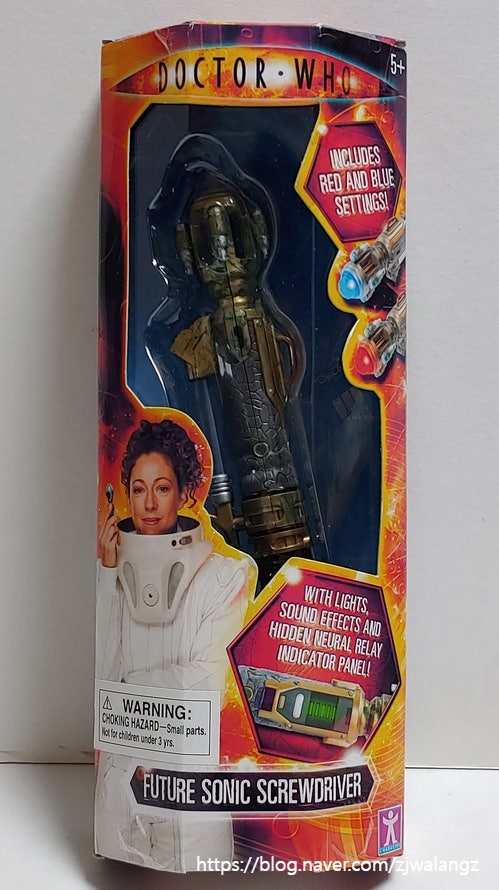 DOCTOR · WHO
5+
INCLUDES
RED AND BLUE
SETTINGS!
WITH LIGHTS,
SOUND EFFECTS AND
HIDDEN NEURAL RELAY
INDICATOR PANEL!
WARNING:
CHOKING HAZARD—Small parts.
Not for children under 3 yrs.
FUTURE SONIC SCREWDRIVER
CHARACTER
https://blog.naver.com/zjwalangz